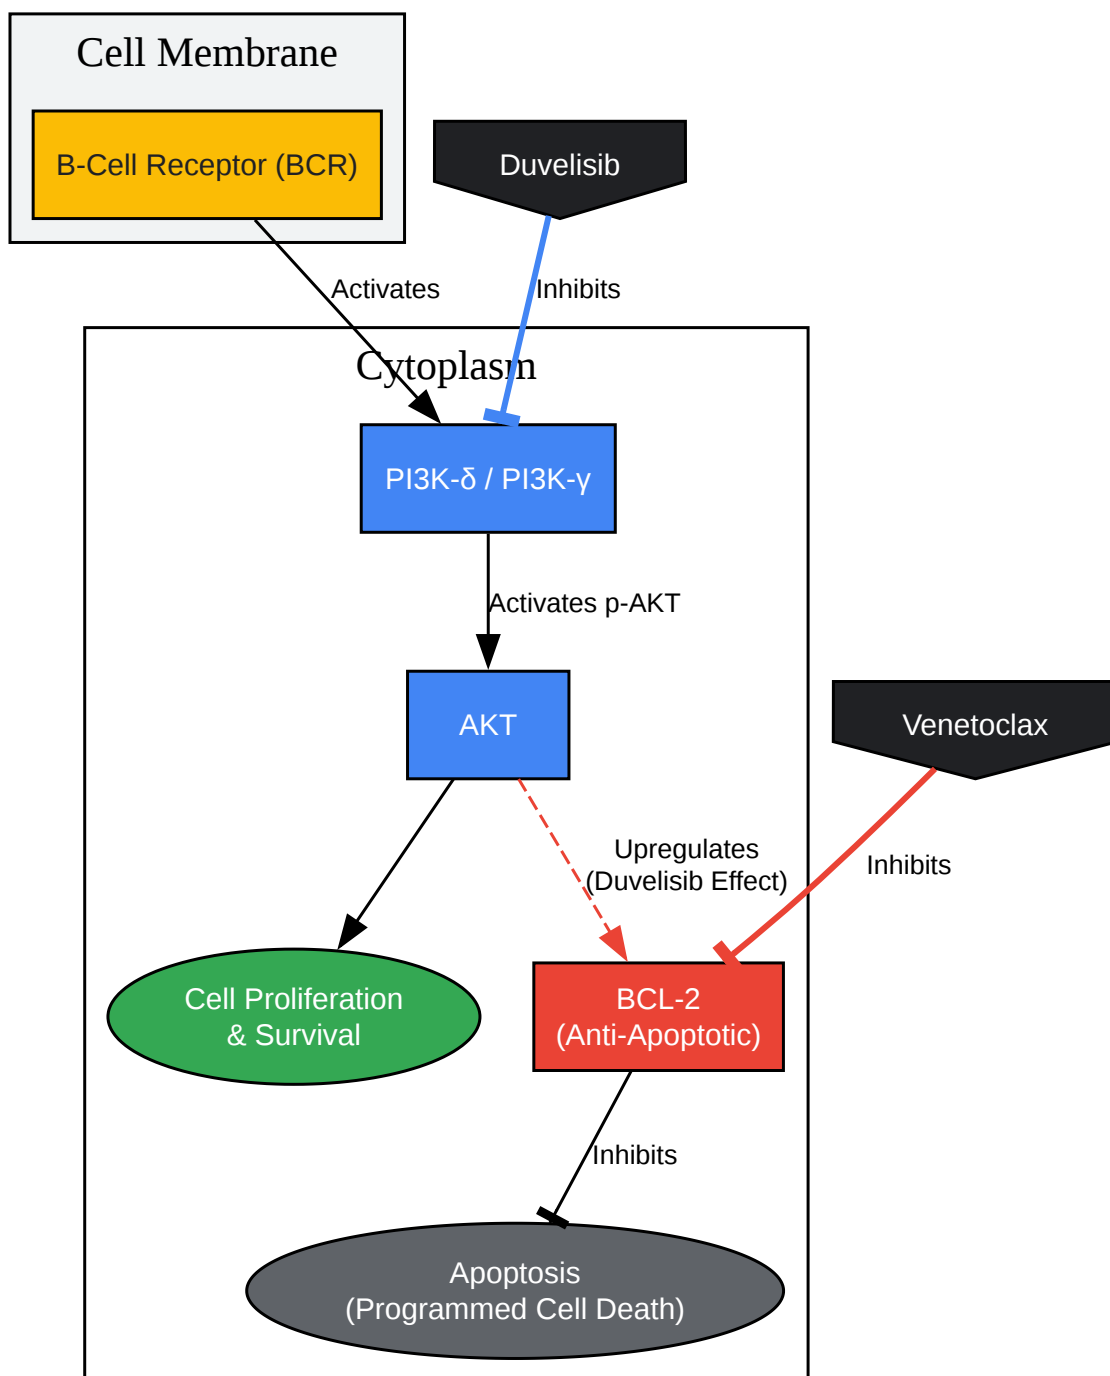 Cell Membrane
B-Cell Receptor (BCR)
Duvelisib
Activates
Inhibits
Cytoplasm
PI3K-δ / PI3K-γ
Activates p-AKT
AKT
Venetoclax
Upregulates
(Duvelisib Effect)
Inhibits
Cell Proliferation
& Survival
BCL-2
(Anti-Apoptotic)
Inhibits
Apoptosis
(Programmed Cell Death)